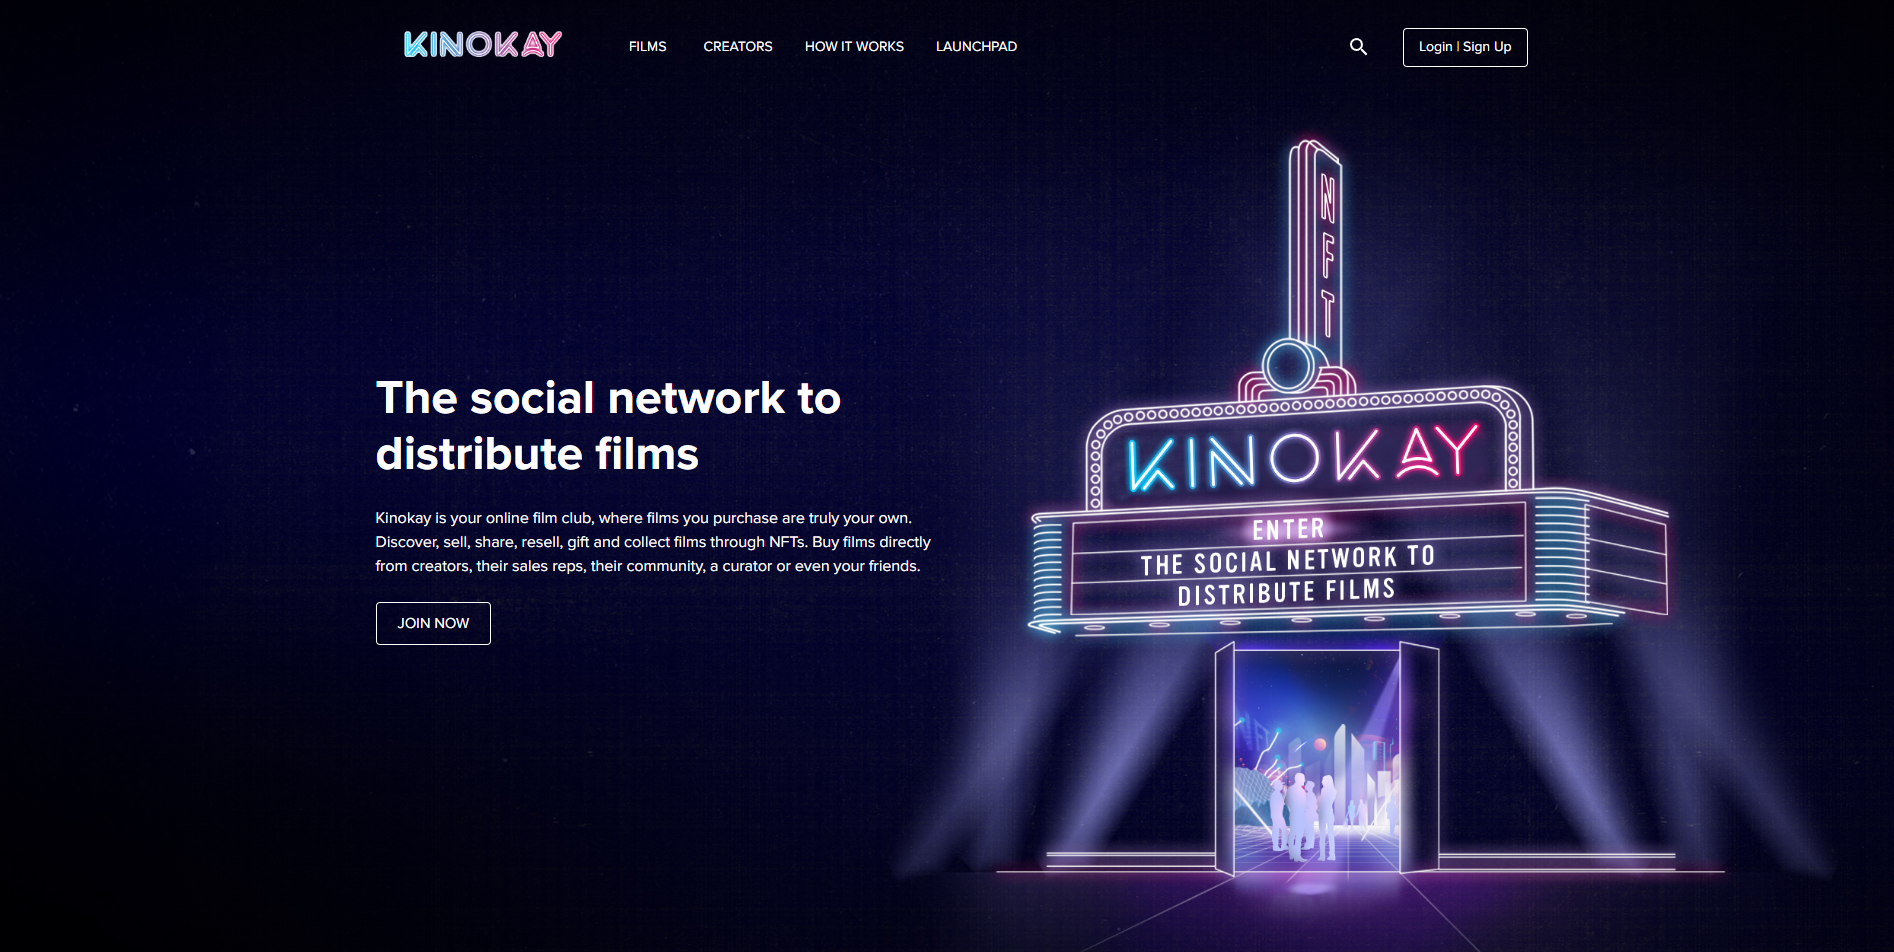 KINOKAY
FILMS
CREATORS
HOW IT WORKS
LAUNCHPAD
Login | Sign Up
NFT
The social network to
distribute films
Kinokay is your online film club, where films you purchase are truly your own.
Discover, sell, share, resell, gift and collect films through NFTs. Buy films directly
from creators, their sales reps, their community, a curator or even your friends.
JOIN NOW
KINOKAY
ENTER
THE SOCIAL NETWORK TO
DISTRIBUTE FILMS